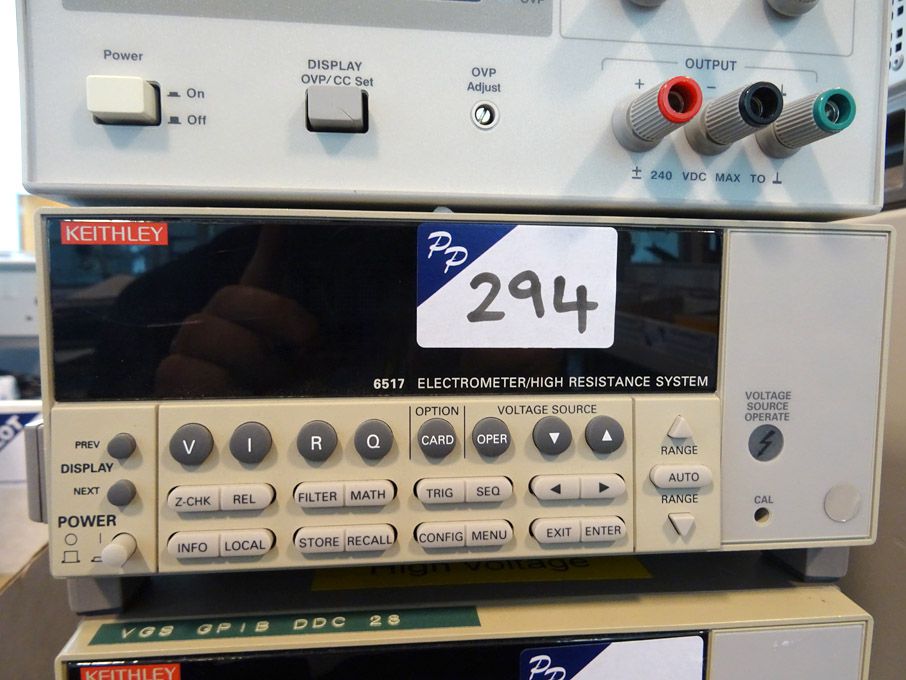 OVP
Power
On
Off
DISPLAY
OVP/CC Set
OVP
Adjust
OUTPUT
+ −
± 240 VDC MAX TO ⊥
KEITHLEY
PP
294
6517 ELECTROMETER/HIGH RESISTANCE SYSTEM
PREV
DISPLAY
NEXT
POWER
V I R Q
OPTION
CARD
VOLTAGE SOURCE
OPER
Z-CHK REL
FILTER MATH
TRIG SEQ
INFO LOCAL
STORE RECALL
CONFIG MENU
EXIT ENTER
RANGE
AUTO
RANGE
VOLTAGE
SOURCE
OPERATE
CAL
High Voltage
VGS GPIB DDC 28
KEITHLEY
PP